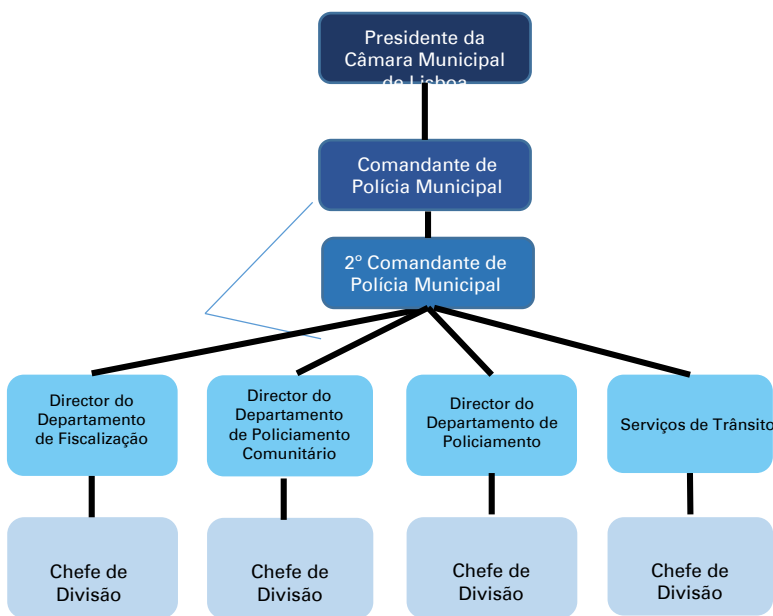 Presidente da
Câmara Municipal
de Lisboa
Comandante de
Polícia Municipal
2º Comandante de
Polícia Municipal
Director do
Departamento
de Fiscalização
Director do
Departamento
de Policiamento
Comunitário
Director do
Departamento de
Policiamento
Serviços de Trânsito
Chefe de
Divisão
Chefe de
Divisão
Chefe de
Divisão
Chefe de
Divisão